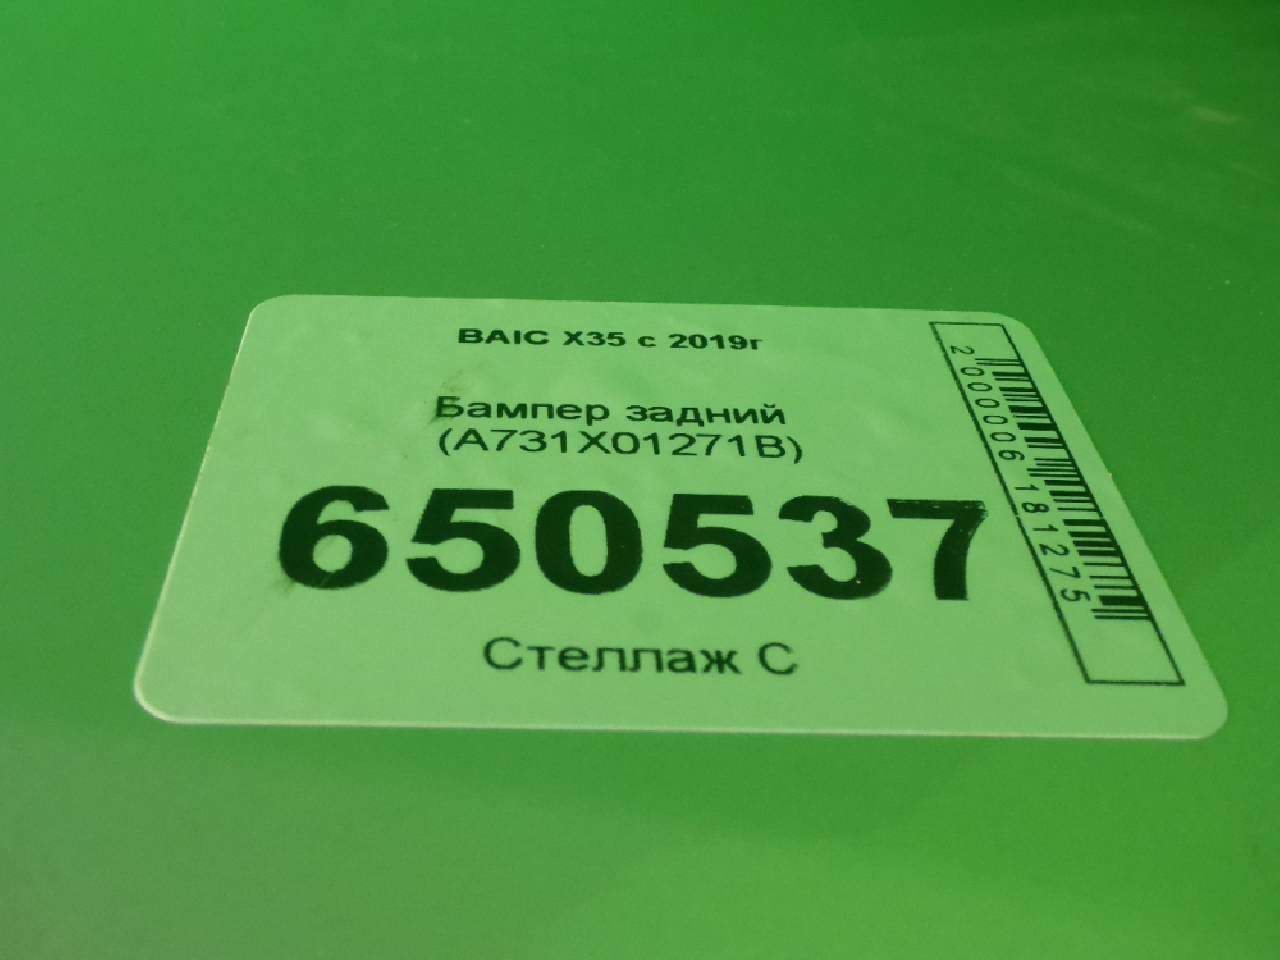 BAIC X35 с 2019г
Бампер задний
(A731X01271B)
650537
Стеллаж С
2000006181275